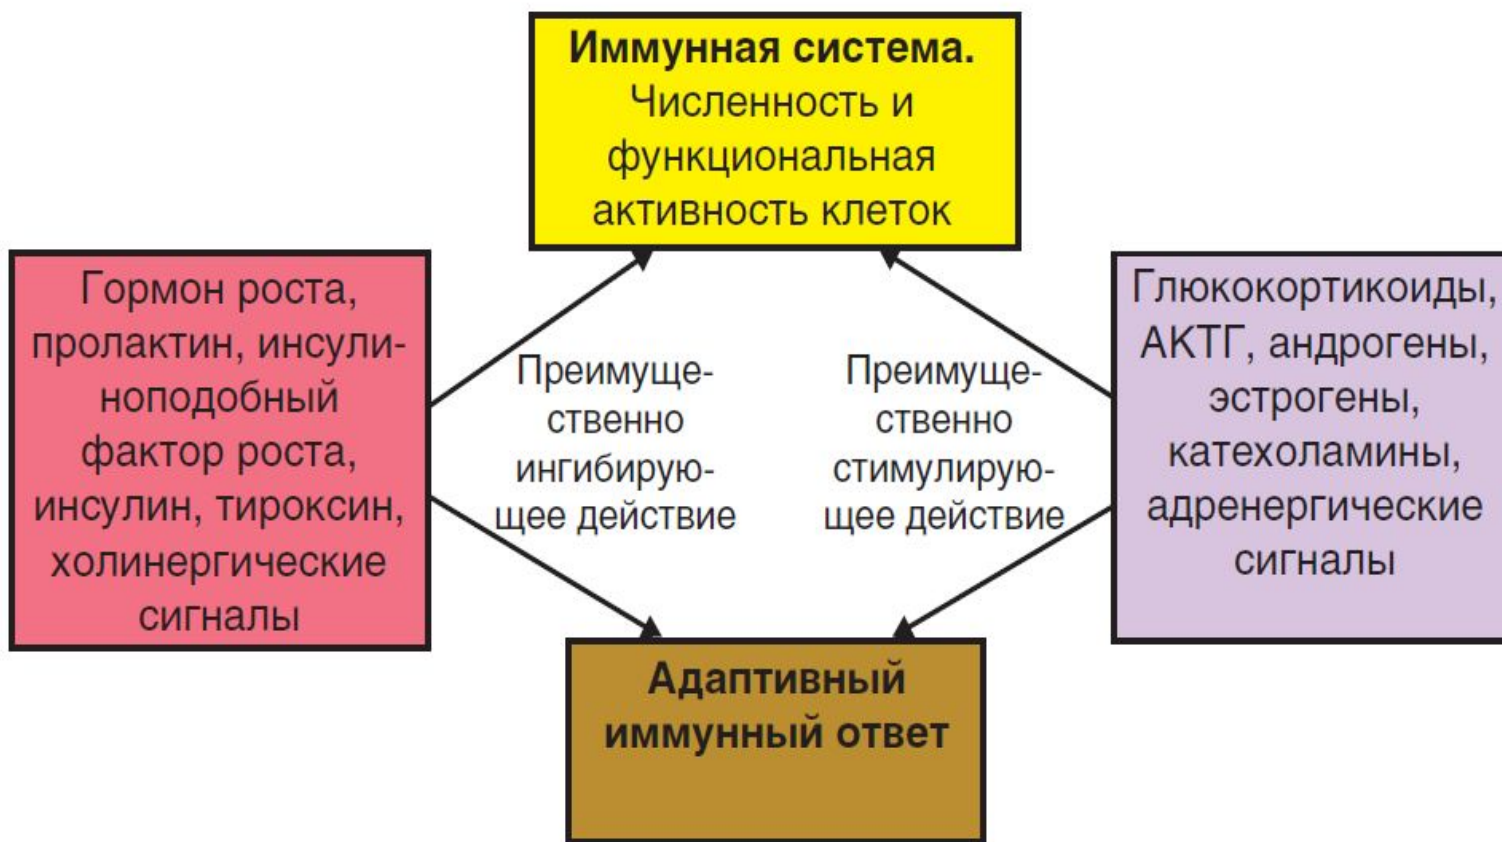 Иммунная система.
Численность и
функциональная
активность клеток
Гормон роста,
пролактин, инсули-
ноподобный
фактор роста,
инсулин, тироксин,
холинергические
сигналы
Преимуще-
ственно
ингибирую-
щее действие
Преимуще-
ственно
стимулирую-
щее действие
Глюкокортикоиды,
АКТГ, андрогены,
эстрогены,
катехоламины,
адренергические
сигналы
Адаптивный
иммунный ответ